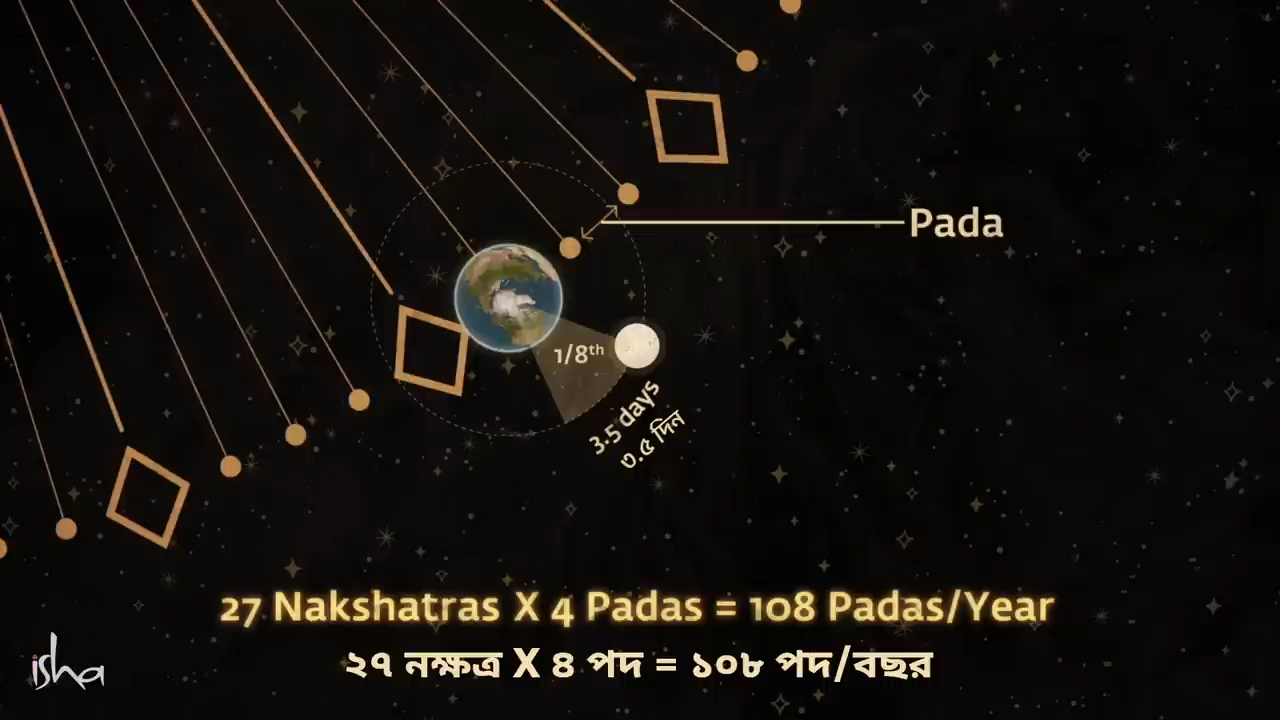 Pada
1/8th
3.5 days
৩.৫ দিন
27 Nakshatras X 4 Padas = 108 Padas/Year
২৭ নক্ষত্র X ৪ পদ = ১০৮ পদ/বছর
isha